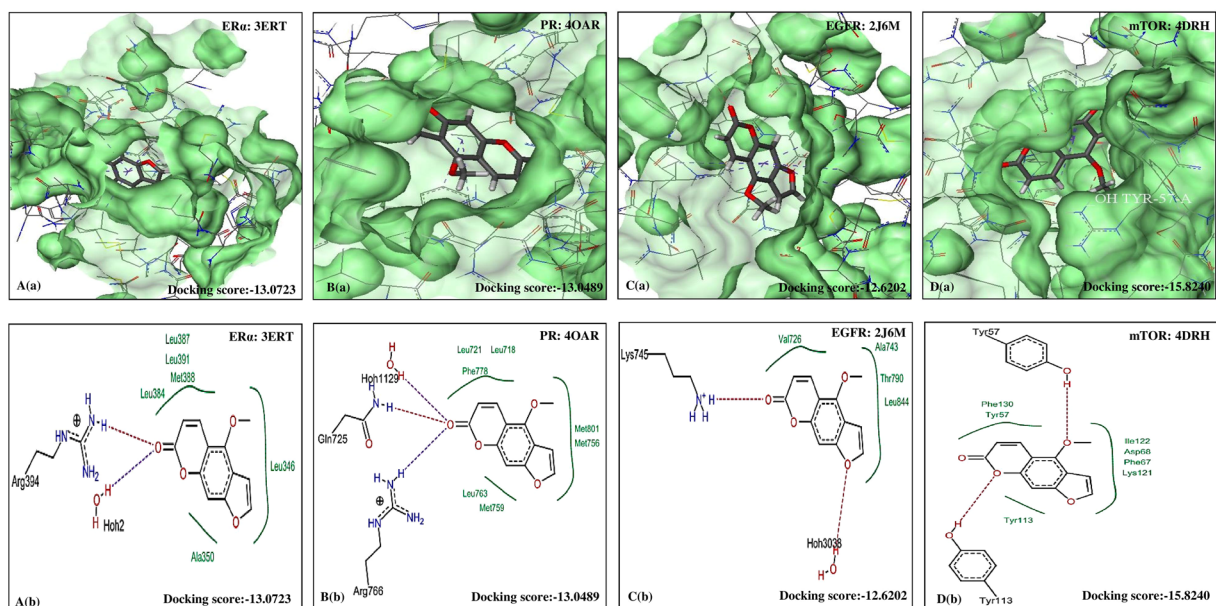 ERα: 3ERT
A(a)
Docking score:-13.0723
PR: 4OAR
B(a)
Docking score:-13.0489
EGFR: 2J6M
C(a)
Docking score:-12.6202
mTOR: 4DRH
OH TYR-57-A
D(a)
Docking score:-15.8240
ERα: 3ERT
Leu387
Leu391
Met388
Leu384
⊕
N
H
H
N
NH₂
Arg394
H
O
H
Hoh2
O
O
O
O
Leu346
Ala350
A(b)
Docking score:-13.0723
PR: 4OAR
Leu721 Leu718
H
O
H
Hoh1129
Phe778
H
N
H
O
Gln725
O
O
O
O
Met801
Met756
Leu763
Met759
H
H
N
⊕
N
H
NH₂
Arg766
B(b)
Docking score:-13.0489
EGFR: 2J6M
Val726
Ala743
Lys745
Thr790
Leu844
H
N⁺
H
H
O
O
O
O
Hoh3038
H
O
H
C(b)
Docking score:-12.6202
mTOR: 4DRH
Tyr57
O
H
Phe130
Tyr57
Ile122
Asp68
Phe67
Lys121
O
O
O
O
Tyr113
H
O
Tyr113
D(b)
Docking score:-15.8240